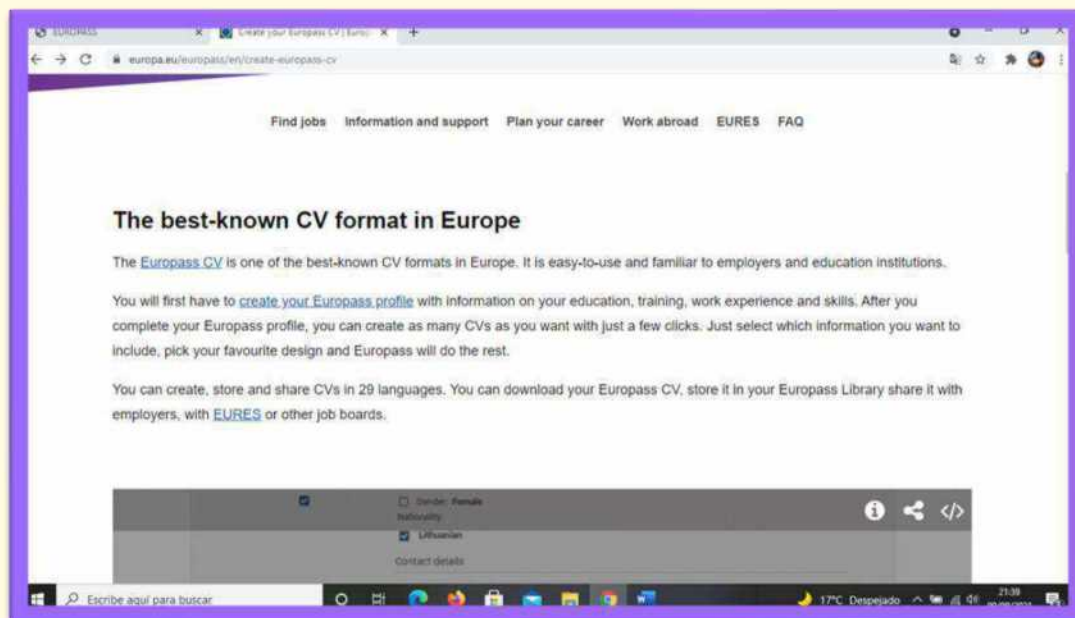 EUROPASS
Create your Europass CV | Europ
europa.eu/europass/en/create-europass-cv
Find jobs Information and support Plan your career Work abroad EURES FAQ
The best-known CV format in Europe
The Europass CV is one of the best-known CV formats in Europe. It is easy-to-use and familiar to employers and education institutions.
You will first have to create your Europass profile with information on your education, training, work experience and skills. After you
complete your Europass profile, you can create as many CVs as you want with just a few clicks. Just select which information you want to
include, pick your favourite design and Europass will do the rest.
You can create, store and share CVs in 29 languages. You can download your Europass CV, store it in your Europass Library share it with
employers, with EURES or other job boards.
Gender: Female
Nationality:
Lithuanian
Contact details
Escribe aquí para buscar
17°C Despejado
21:39